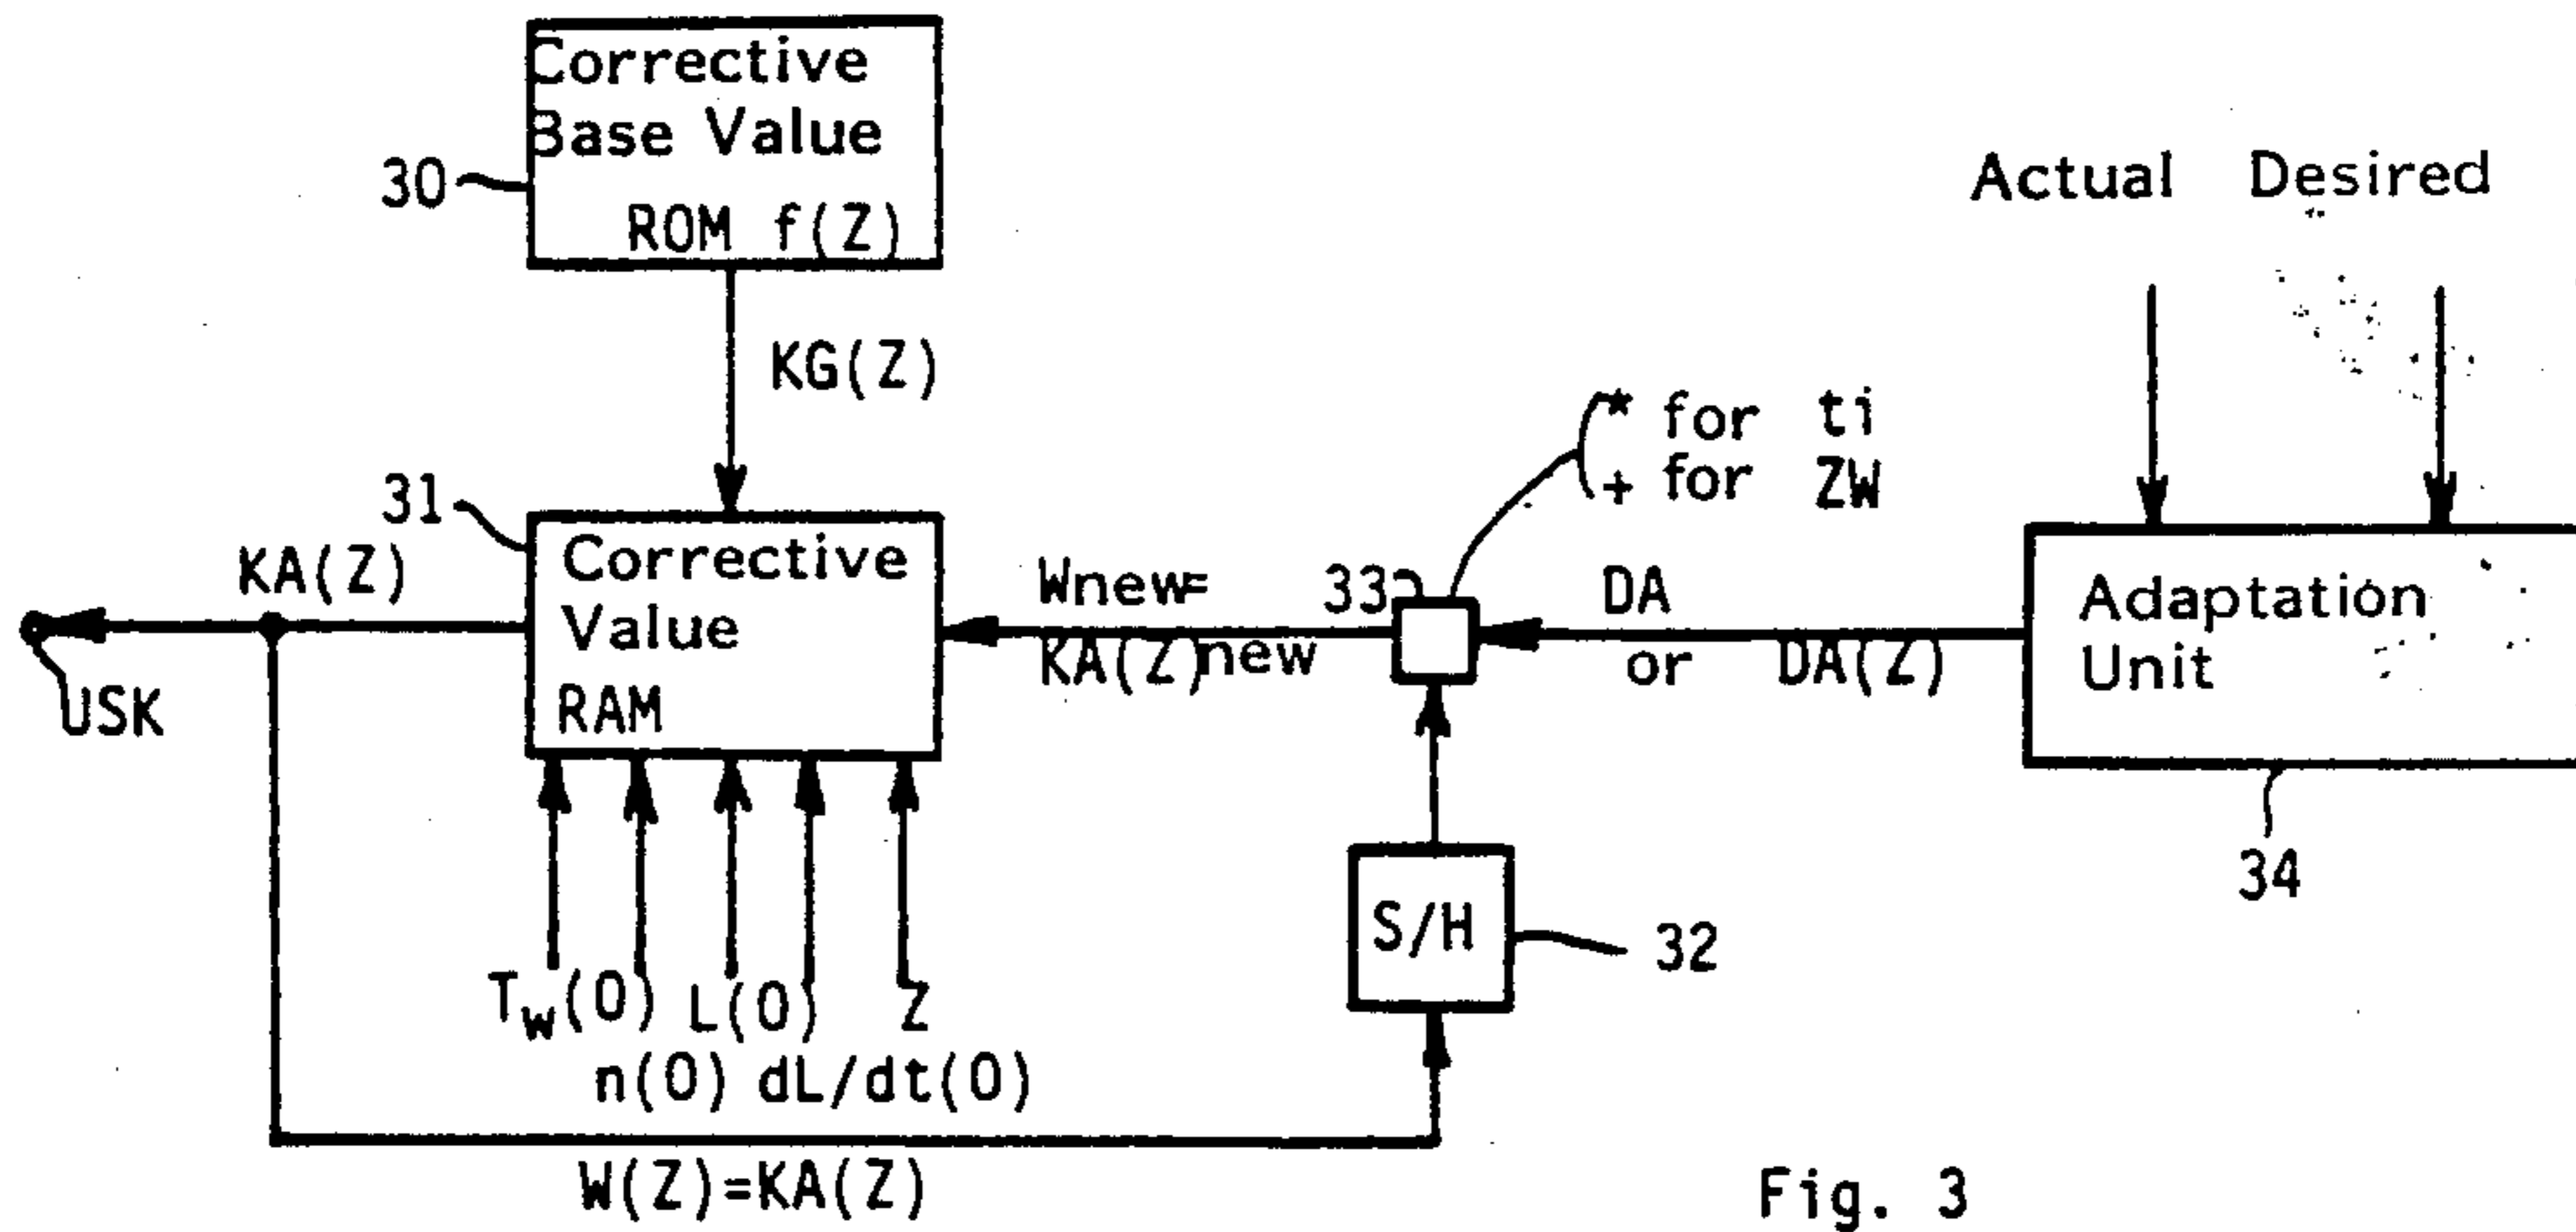 Corrective
Base Value
30
ROM f(Z)
Actual Desired
KG(Z)
* for ti
+ for ZW
31
KA(Z)
Corrective
Value
RAM
Wnew=
KA(Z)new
33
DA
or DA(Z)
Adaptation
Unit
USK
34
S/H
32
Tw(0) L(0) Z
n(0) dL/dt(0)
W(Z)=KA(Z)
Fig. 3